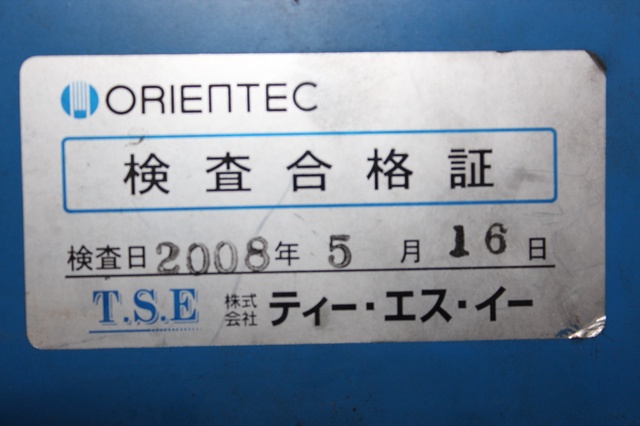 ORIENTEC
検査合格証
検査日2008年 5 月 16 日
T.S.E 株式会社 ティー・エス・イー